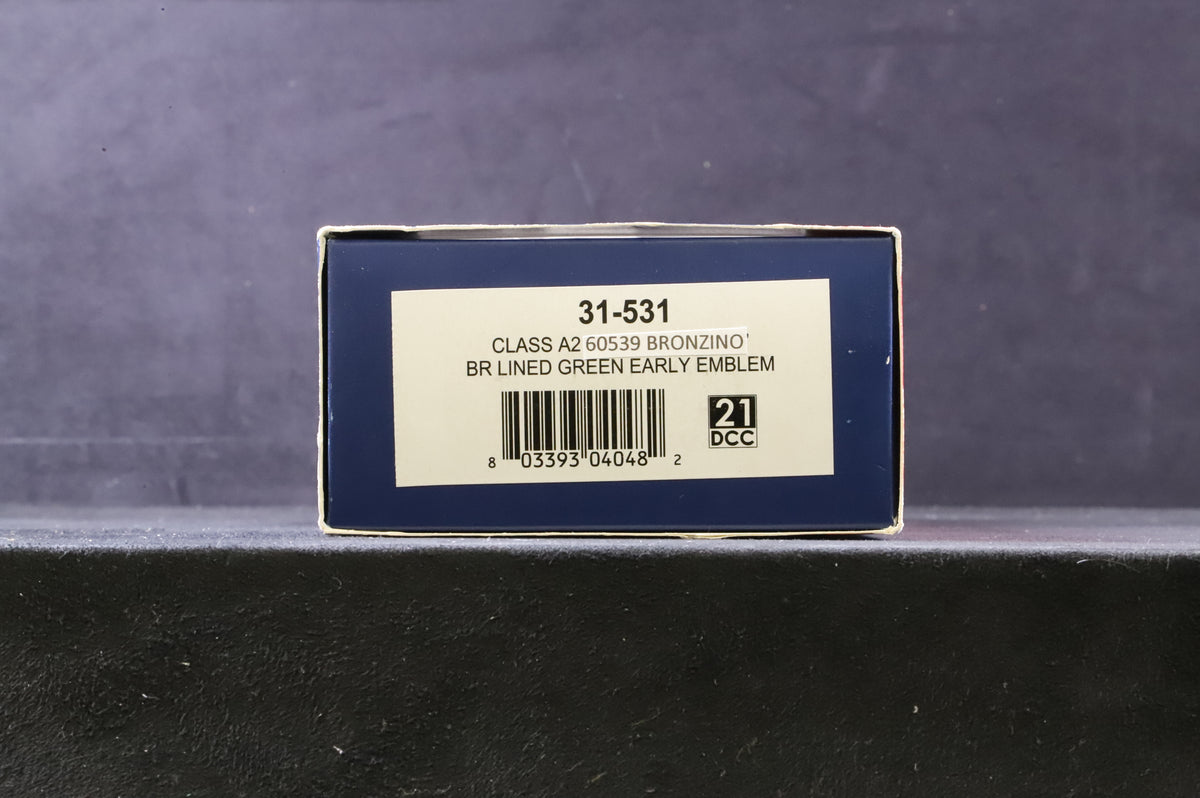 31-531
CLASS A2 60539 BRONZINO'
BR LINED GREEN EARLY EMBLEM
21
DCC
8 03393 04048 2